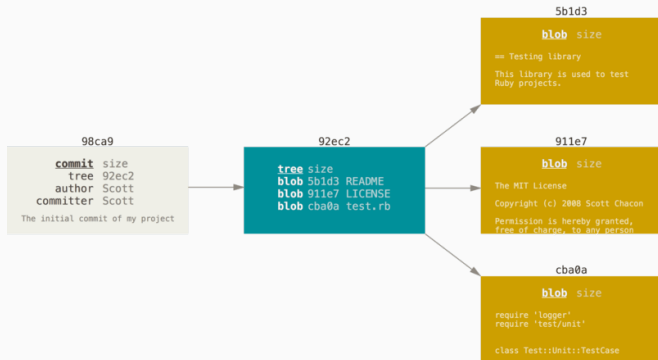 98ca9
commit size
tree 92ec2
author Scott
committer Scott
The initial commit of my project
92ec2
tree size
blob 5b1d3 README
blob 911e7 LICENSE
blob cba0a test.rb
5b1d3
blob size
== Testing library
This library is used to test
Ruby projects.
911e7
blob size
The MIT License
Copyright (c) 2008 Scott Chacon
Permission is hereby granted,
free of charge, to any person
cba0a
blob size
require 'logger'
require 'test/unit'
class Test::Unit::TestCase